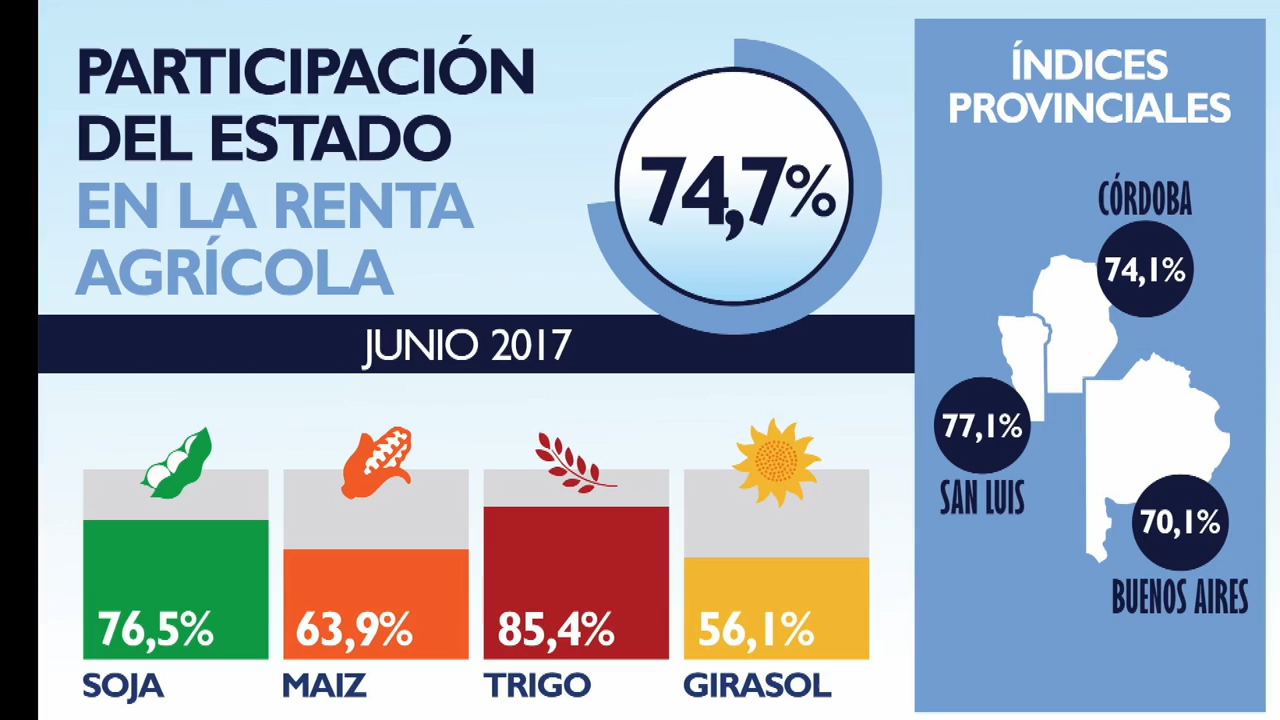 PARTICIPACIÓN
DEL ESTADO
EN LA RENTA
AGRÍCOLA
74,7%
JUNIO 2017
76,5%
SOJA
63,9%
MAIZ
85,4%
TRIGO
56,1%
GIRASOL
ÍNDICES
PROVINCIALES
CÓRDOBA
74,1%
77,1%
SAN LUIS
70,1%
BUENOS AIRES